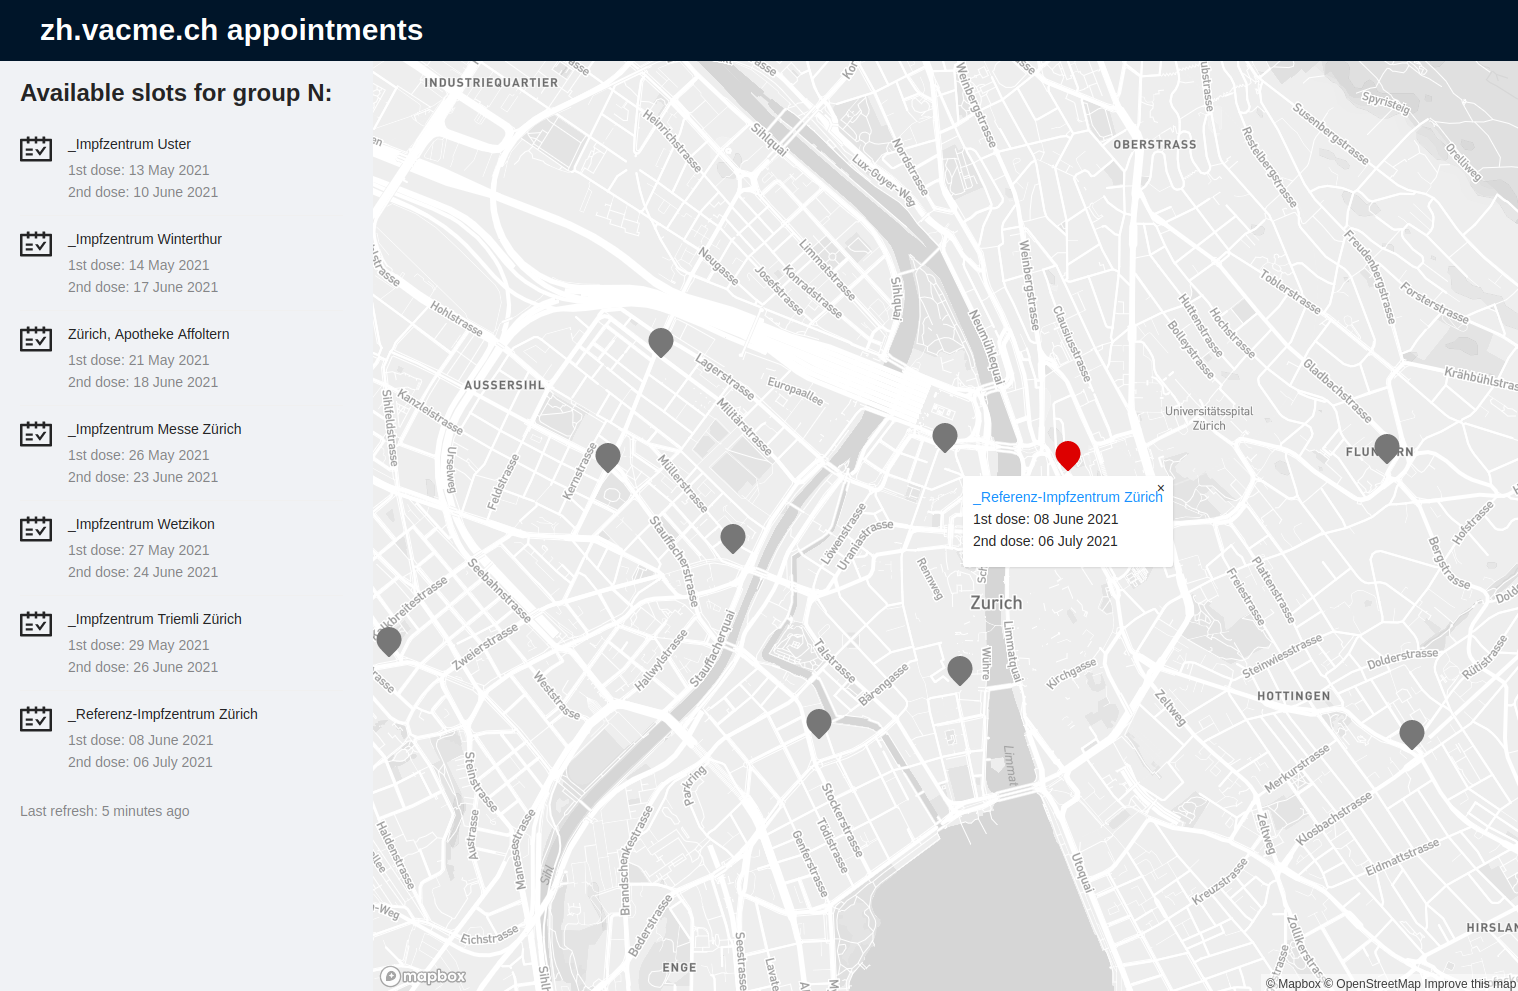 zh.vacme.ch appointments
Available slots for group N:
_Impfzentrum Uster
1st dose: 13 May 2021
2nd dose: 10 June 2021
_Impfzentrum Winterthur
1st dose: 14 May 2021
2nd dose: 17 June 2021
Zürich, Apotheke Affoltern
1st dose: 21 May 2021
2nd dose: 18 June 2021
_Impfzentrum Messe Zürich
1st dose: 26 May 2021
2nd dose: 23 June 2021
_Impfzentrum Wetzikon
1st dose: 27 May 2021
2nd dose: 24 June 2021
_Impfzentrum Triemli Zürich
1st dose: 29 May 2021
2nd dose: 26 June 2021
_Referenz-Impfzentrum Zürich
1st dose: 08 June 2021
2nd dose: 06 July 2021
Last refresh: 5 minutes ago
INDUSTRIEQUARTIER
Heinrichstrasse
Sihlquai
Lux-Guyer-Weg
Nordstrasse
Weinbergstrasse
OBERSTRASS
Spyristeig
Susenbergstrasse
Restelbergstrasse
Orelliweg
Neugasse
Josefstrasse
Konradstrasse
Limmatstrasse
Sihlquai
Weinbergstrasse
Freudenbergstrasse
Toblerstrasse
Forsterstrasse
Hohlstrasse
Neumühlequai
Clausiusstrasse
Huttenstrasse
Hochstrasse
Bolleystrasse
AUSSERSIHL
Lagerstrasse
Europaallee
Gladbachstrasse
Krähbühlstras
Sihlfeldstrasse
Kanzleistrasse
Militärstrasse
Universitätsspital
Zürich
Urselweg
Feldstrasse
Kernstrasse
Müllerstrasse
FLUNTERN
×
_Referenz-Impfzentrum Zürich
1st dose: 08 June 2021
2nd dose: 06 July 2021
Stauffacherstrasse
Löwenstrasse
Uraniastrasse
Rennweg
Hofstrasse
Bergstrasse
Seebahnstrasse
Freiestrasse
Plattenstrasse
Zurich
Zweierstrasse
Hallwylstrasse
Stauffacherquai
Talstrasse
Bärengasse
Wühre
Limmatquai
Kirchgasse
Steinwiesstrasse
Dolderstrasse
Rütistrasse
Weststrasse
Zeltweg
HOTTINGEN
Limmat
Merkurstrasse
Steinstrasse
Parkring
Stockerstrasse
Tödistrasse
Genferstrasse
Haldenstrasse
Manessestrasse
Sihl
Brandschenkestrasse
Zeltweg
Klosbachstrasse
Eidmattstrasse
Utoquai
Kreuzstrasse
Bederstrasse
Eichstrasse
Seestrasse
Zollikerstrasse
HIRSLAN
ENGE
mapbox
© Mapbox © OpenStreetMap Improve this map